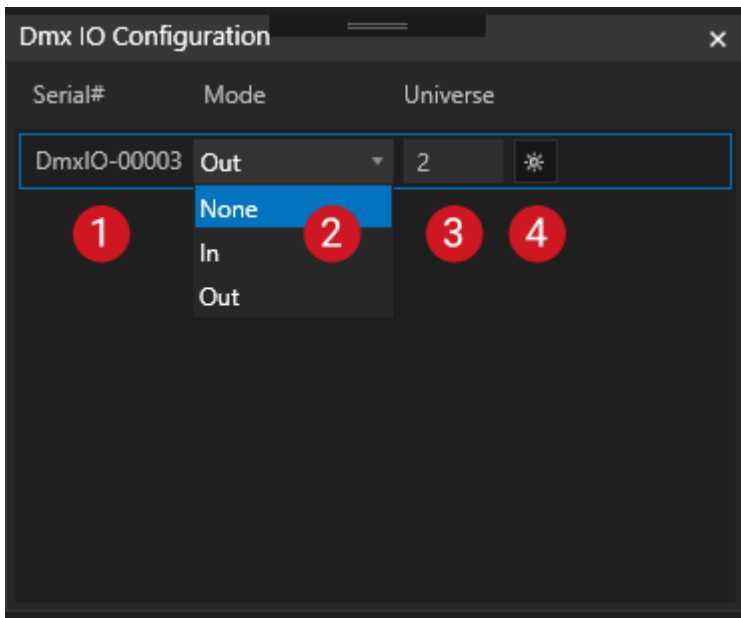 Dmx IO Configuration
Serial# Mode Universe
DmxIO-00003 Out 2
None
1 2 3 4
In
Out